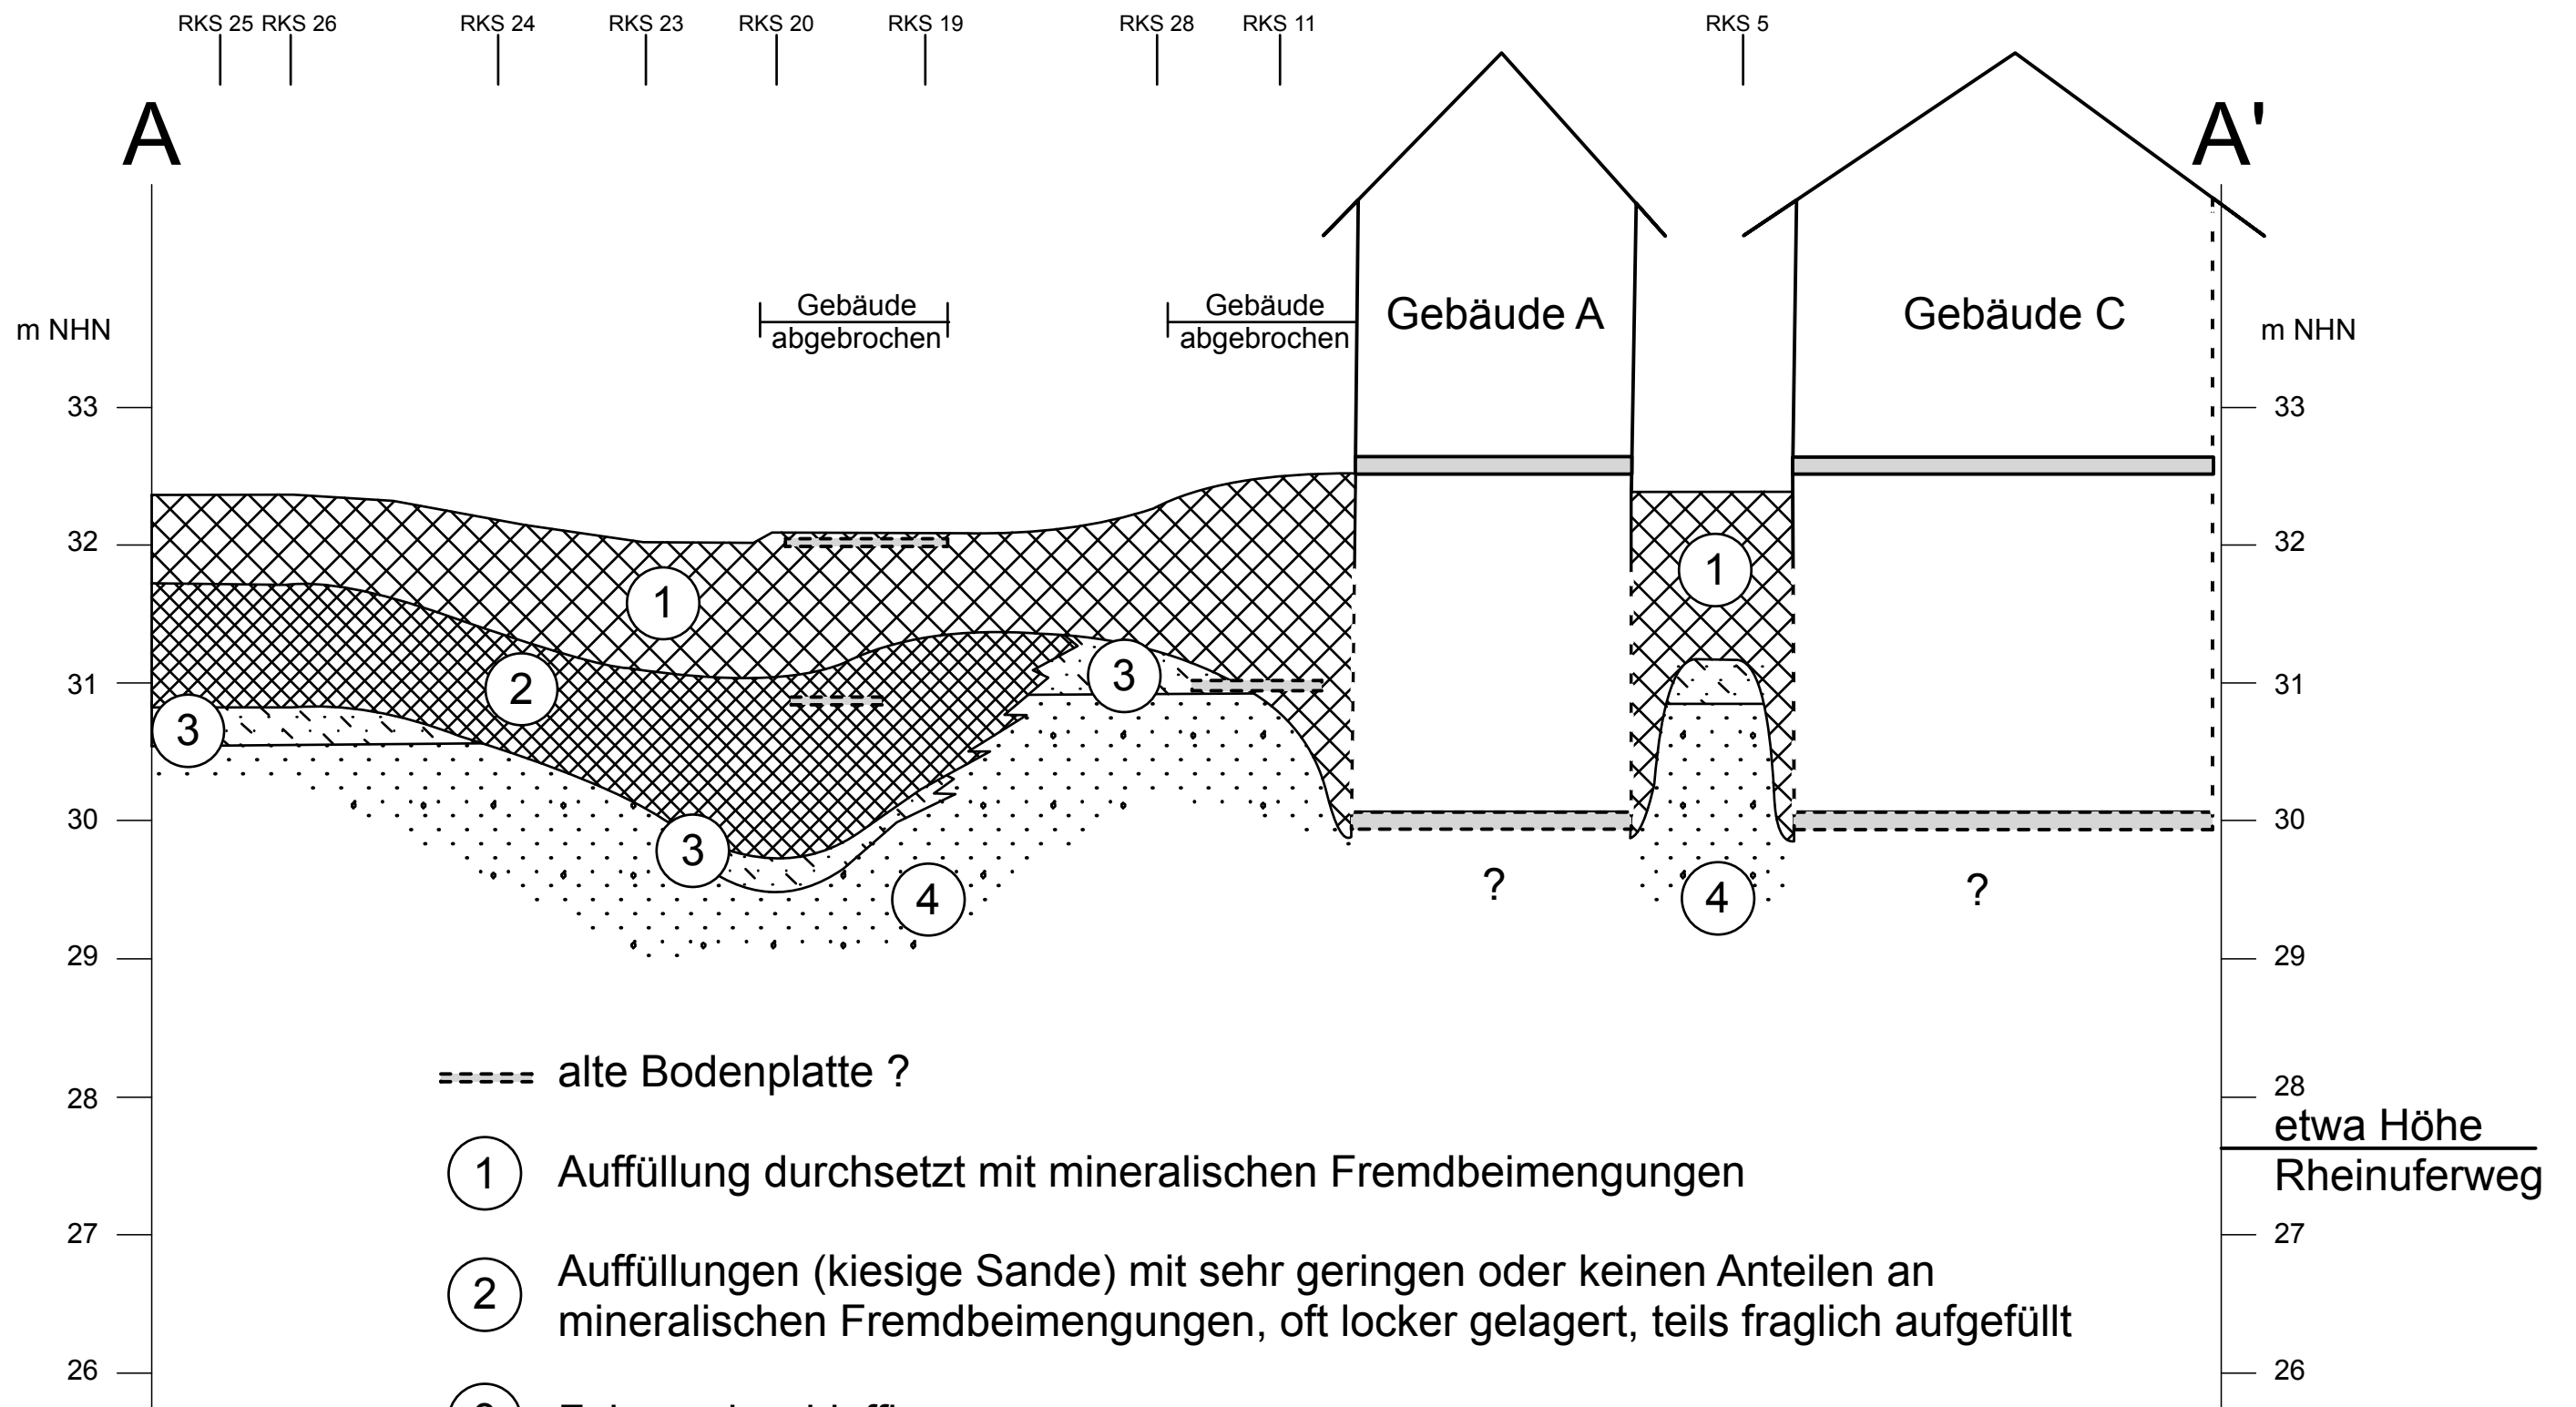 RKS 25 RKS 26 RKS 24 RKS 23 RKS 20 RKS 19 RKS 28 RKS 11 RKS 5
A A'
Gebäude
abgebrochen
Gebäude
abgebrochen
Gebäude A
Gebäude C
m NHN m NHN
33 33
32 32
1
1
31 31
2
3
3
30 30
3
4
4
? ?
29 29
alte Bodenplatte ?
28 28
etwa Höhe
Rheinuferweg
1 Auffüllung durchsetzt mit mineralischen Fremdbeimengungen
27 27
2 Auffüllungen (kiesige Sande) mit sehr geringen oder keinen Anteilen an
mineralischen Fremdbeimengungen, oft locker gelagert, teils fraglich aufgefüllt
26 26